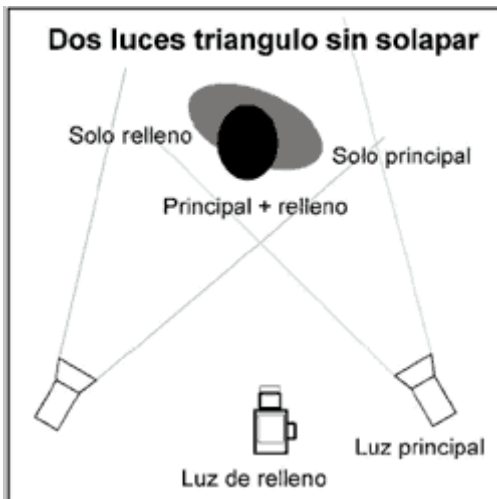 Dos luces triangulo sin solapar
Solo relleno
Solo principal
Principal + relleno
Luz principal
Luz de relleno